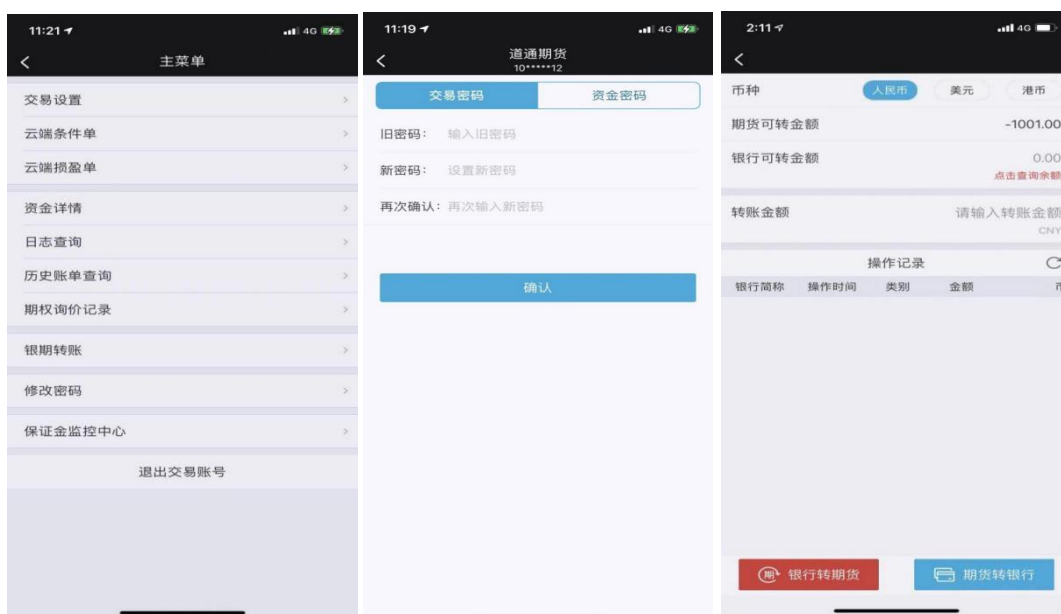 11:21
4G
主菜单
交易设置
云端条件单
云端损盈单
资金详情
日志查询
历史账单查询
期权询价记录
银期转账
修改密码
保证金监控中心
退出交易账号
11:19
4G
道通期货
10*****12
交易密码
资金密码
旧密码： 输入旧密码
新密码： 设置新密码
再次确认： 再次输入新密码
确认
2:11
4G
币种 人民币 美元 港币
期货可转金额 -1001.00
银行可转金额 0.00
点击查询余额
转账金额 请输入转账金额
CNY
操作记录
银行简称 操作时间 类别 金额
期 银行转期货
期货转银行